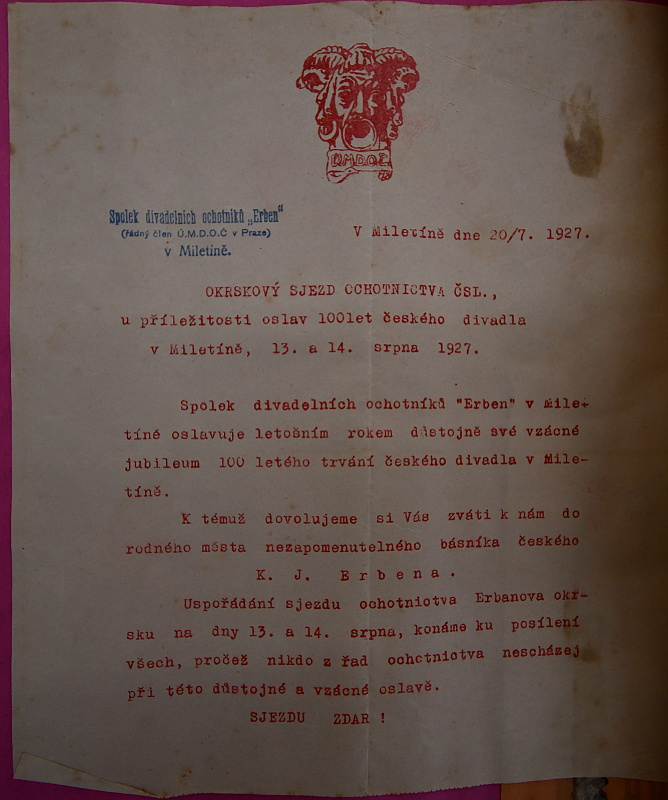 Ú.M.D.O.Č.
Spolek divadelních ochotníků „Erben“
(řádný člen Ú.M.D.O.Č v Praze)
v Miletíně.
V Miletíně dne 20/7. 1927.
OKRSKOVÝ SJEZD OCHOTNICTVA ČSL.,
u příležitosti oslav 100let českého divadla
v Miletíně, 13. a 14. srpna 1927.
Spolek divadelních ochotníků "Erben" v Mile-
tíně oslavuje letošním rokem důstojně své vzácné
jubileum 100 letého trvání českého divadla v Mile-
tíně.
K témuž dovolujeme si Vás zváti k nám do
rodného města nezapomenutelného básníka českého
K. J. Erbena.
Uspořádání sjezdu ochotnictva Erbanova okr-
sku na dny 13. a 14. srpna, konáme ku posílení
všech, pročež nikdo z řad ochotnictva nescházej
při této důstojné a vzácné oslavě.
SJEZDU ZDAR !